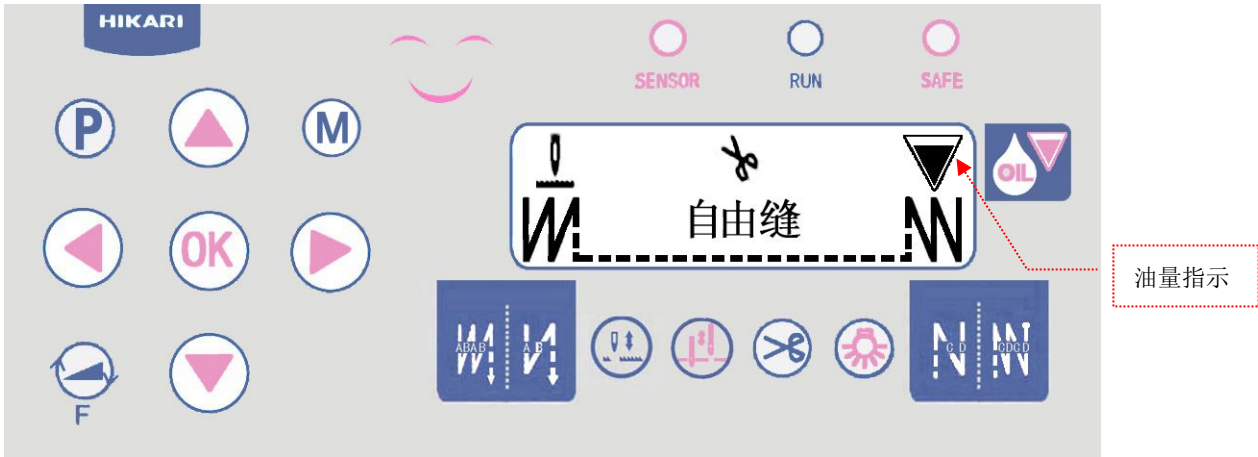 HIKARI
SENSOR
RUN
SAFE
P
M
OIL
自由缝
OK
油量指示
ABAB
A B
C D
CDCD
F